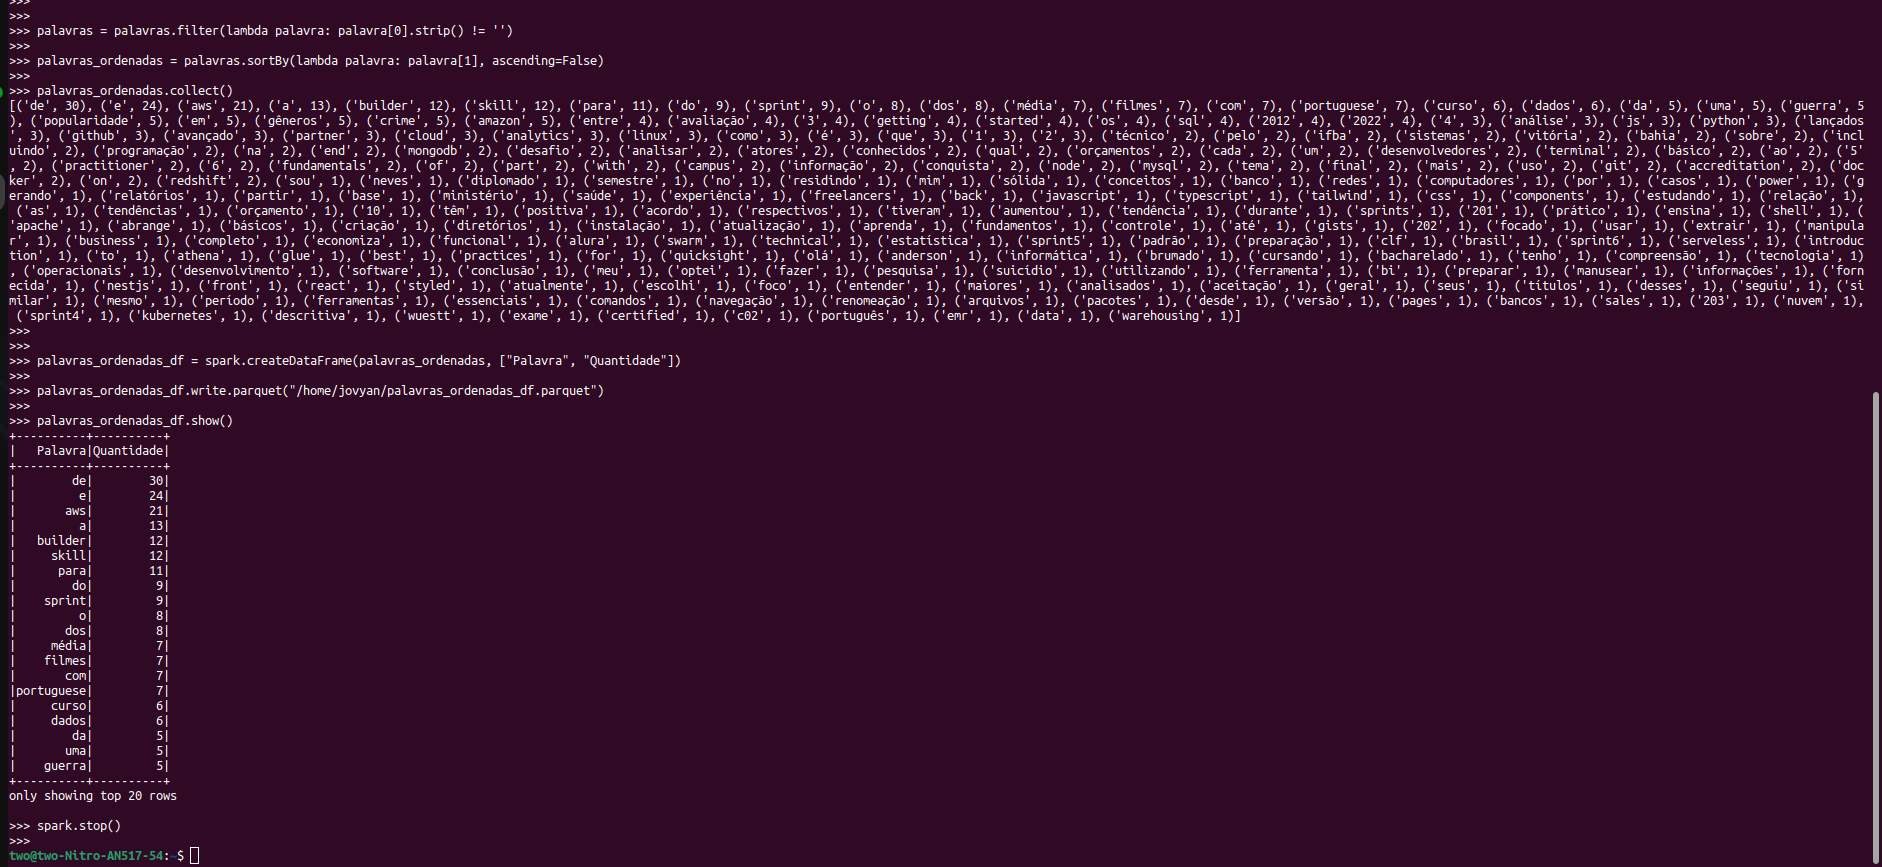 >>>
>>>
>>> palavras = palavras.filter(lambda palavra: palavra[0].strip() != '')
>>>
>>> palavras_ordenadas = palavras.sortBy(lambda palavra: palavra[1], ascending=False)
>>>
>>> palavras_ordenadas.collect()
[('de', 30), ('e', 24), ('aws', 21), ('a', 13), ('builder', 12), ('skill', 12), ('para', 11), ('do', 9), ('sprint', 9), ('o', 8), ('dos', 8), ('média', 7), ('filmes', 7), ('com', 7), ('portuguese', 7), ('curso', 6), ('dados', 6), ('da', 5), ('uma', 5), ('guerra', 5
), ('popularidade', 5), ('em', 5), ('gêneros', 5), ('crime', 5), ('amazon', 5), ('entre', 4), ('avaliação', 4), ('3', 4), ('getting', 4), ('started', 4), ('os', 4), ('sql', 4), ('2012', 4), ('2022', 4), ('4', 3), ('análise', 3), ('js', 3), ('python', 3), ('lançados
', 3), ('github', 3), ('avançado', 3), ('partner', 3), ('cloud', 3), ('analytics', 3), ('linux', 3), ('como', 3), ('é', 3), ('que', 3), ('1', 3), ('2', 3), ('técnico', 2), ('pelo', 2), ('ifba', 2), ('sistemas', 2), ('vitória', 2), ('bahia', 2), ('sobre', 2), ('incl
uindo', 2), ('programação', 2), ('na', 2), ('end', 2), ('mongodb', 2), ('desafio', 2), ('analisar', 2), ('atores', 2), ('conhecidos', 2), ('qual', 2), ('orçamentos', 2), ('cada', 2), ('um', 2), ('desenvolvedores', 2), ('terminal', 2), ('básico', 2), ('ao', 2), ('5'
, 2), ('practitioner', 2), ('6', 2), ('fundamentals', 2), ('of', 2), ('part', 2), ('with', 2), ('campus', 2), ('informação', 2), ('conquista', 2), ('node', 2), ('mysql', 2), ('tema', 2), ('final', 2), ('mais', 2), ('uso', 2), ('git', 2), ('accreditation', 2), ('doc
ker', 2), ('on', 2), ('redshift', 2), ('sou', 1), ('neves', 1), ('diplomado', 1), ('semestre', 1), ('no', 1), ('residindo', 1), ('mim', 1), ('sólida', 1), ('conceitos', 1), ('banco', 1), ('redes', 1), ('computadores', 1), ('por', 1), ('casos', 1), ('power', 1), ('g
erando', 1), ('relatórios', 1), ('partir', 1), ('base', 1), ('ministério', 1), ('saúde', 1), ('experiência', 1), ('freelancers', 1), ('back', 1), ('javascript', 1), ('typescript', 1), ('tailwind', 1), ('css', 1), ('components', 1), ('estudando', 1), ('relação', 1),
 ('as', 1), ('tendências', 1), ('orçamento', 1), ('10', 1), ('têm', 1), ('positiva', 1), ('acordo', 1), ('respectivos', 1), ('tiveram', 1), ('aumentou', 1), ('tendência', 1), ('durante', 1), ('sprints', 1), ('201', 1), ('prático', 1), ('ensina', 1), ('shell', 1), (
'apache', 1), ('abrange', 1), ('básicos', 1), ('criação', 1), ('diretórios', 1), ('instalação', 1), ('atualização', 1), ('aprenda', 1), ('fundamentos', 1), ('controle', 1), ('até', 1), ('gists', 1), ('202', 1), ('focado', 1), ('usar', 1), ('extrair', 1), ('manipula
r', 1), ('business', 1), ('completo', 1), ('economiza', 1), ('funcional', 1), ('alura', 1), ('swarm', 1), ('technical', 1), ('estatística', 1), ('sprint5', 1), ('padrão', 1), ('preparação', 1), ('clf', 1), ('brasil', 1), ('sprint6', 1), ('serveless', 1), ('introduc
tion', 1), ('to', 1), ('athena', 1), ('glue', 1), ('best', 1), ('practices', 1), ('for', 1), ('quicksight', 1), ('olá', 1), ('anderson', 1), ('informática', 1), ('brumado', 1), ('cursando', 1), ('bacharelado', 1), ('tenho', 1), ('compreensão', 1), ('tecnologia', 1)
, ('operacionais', 1), ('desenvolvimento', 1), ('software', 1), ('conclusão', 1), ('meu', 1), ('optei', 1), ('fazer', 1), ('pesquisa', 1), ('suicídio', 1), ('utilizando', 1), ('ferramenta', 1), ('bi', 1), ('preparar', 1), ('manusear', 1), ('informações', 1), ('forn
ecida', 1), ('nestjs', 1), ('front', 1), ('react', 1), ('styled', 1), ('atualmente', 1), ('escolhi', 1), ('foco', 1), ('entender', 1), ('maiores', 1), ('analisados', 1), ('aceitação', 1), ('geral', 1), ('seus', 1), ('títulos', 1), ('desses', 1), ('seguiu', 1), ('si
milar', 1), ('mesmo', 1), ('período', 1), ('ferramentas', 1), ('essenciais', 1), ('comandos', 1), ('navegação', 1), ('renomeação', 1), ('arquivos', 1), ('pacotes', 1), ('desde', 1), ('versão', 1), ('pages', 1), ('bancos', 1), ('sales', 1), ('203', 1), ('nuvem', 1),
 ('sprint4', 1), ('kubernetes', 1), ('descritiva', 1), ('wuestt', 1), ('exame', 1), ('certified', 1), ('c02', 1), ('português', 1), ('emr', 1), ('data', 1), ('warehousing', 1)]
>>>
>>>
>>> palavras_ordenadas_df = spark.createDataFrame(palavras_ordenadas, ["Palavra", "Quantidade"])
>>>
>>> palavras_ordenadas_df.write.parquet("/home/jovyan/palavras_ordenadas_df.parquet")
>>>
>>> palavras_ordenadas_df.show()
+----------+----------+
|   Palavra|Quantidade|
+----------+----------+
|        de|        30|
|         e|        24|
|       aws|        21|
|         a|        13|
|   builder|        12|
|     skill|        12|
|      para|        11|
|        do|         9|
|    sprint|         9|
|         o|         8|
|       dos|         8|
|     média|         7|
|    filmes|         7|
|       com|         7|
|portuguese|         7|
|     curso|         6|
|     dados|         6|
|        da|         5|
|       uma|         5|
|    guerra|         5|
+----------+----------+
only showing top 20 rows

>>> spark.stop()
>>>
two@two-Nitro-AN517-54:~$